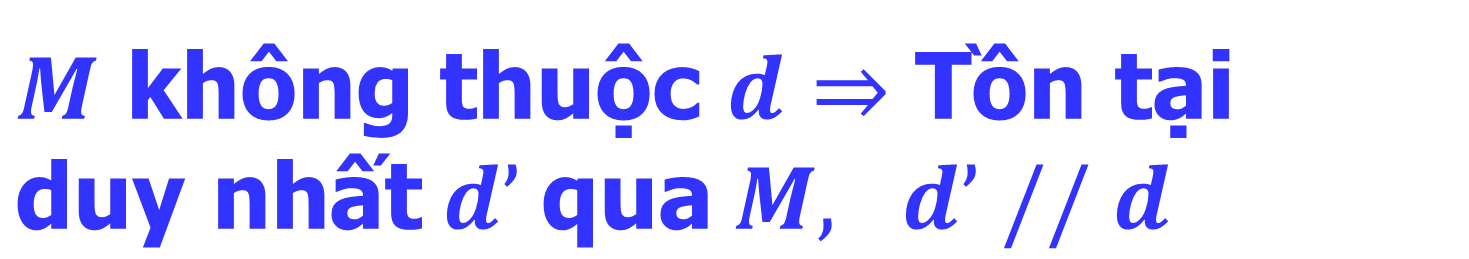 M không thuộc d ⇒ Tồn tại
duy nhất d’ qua M, d’ // d